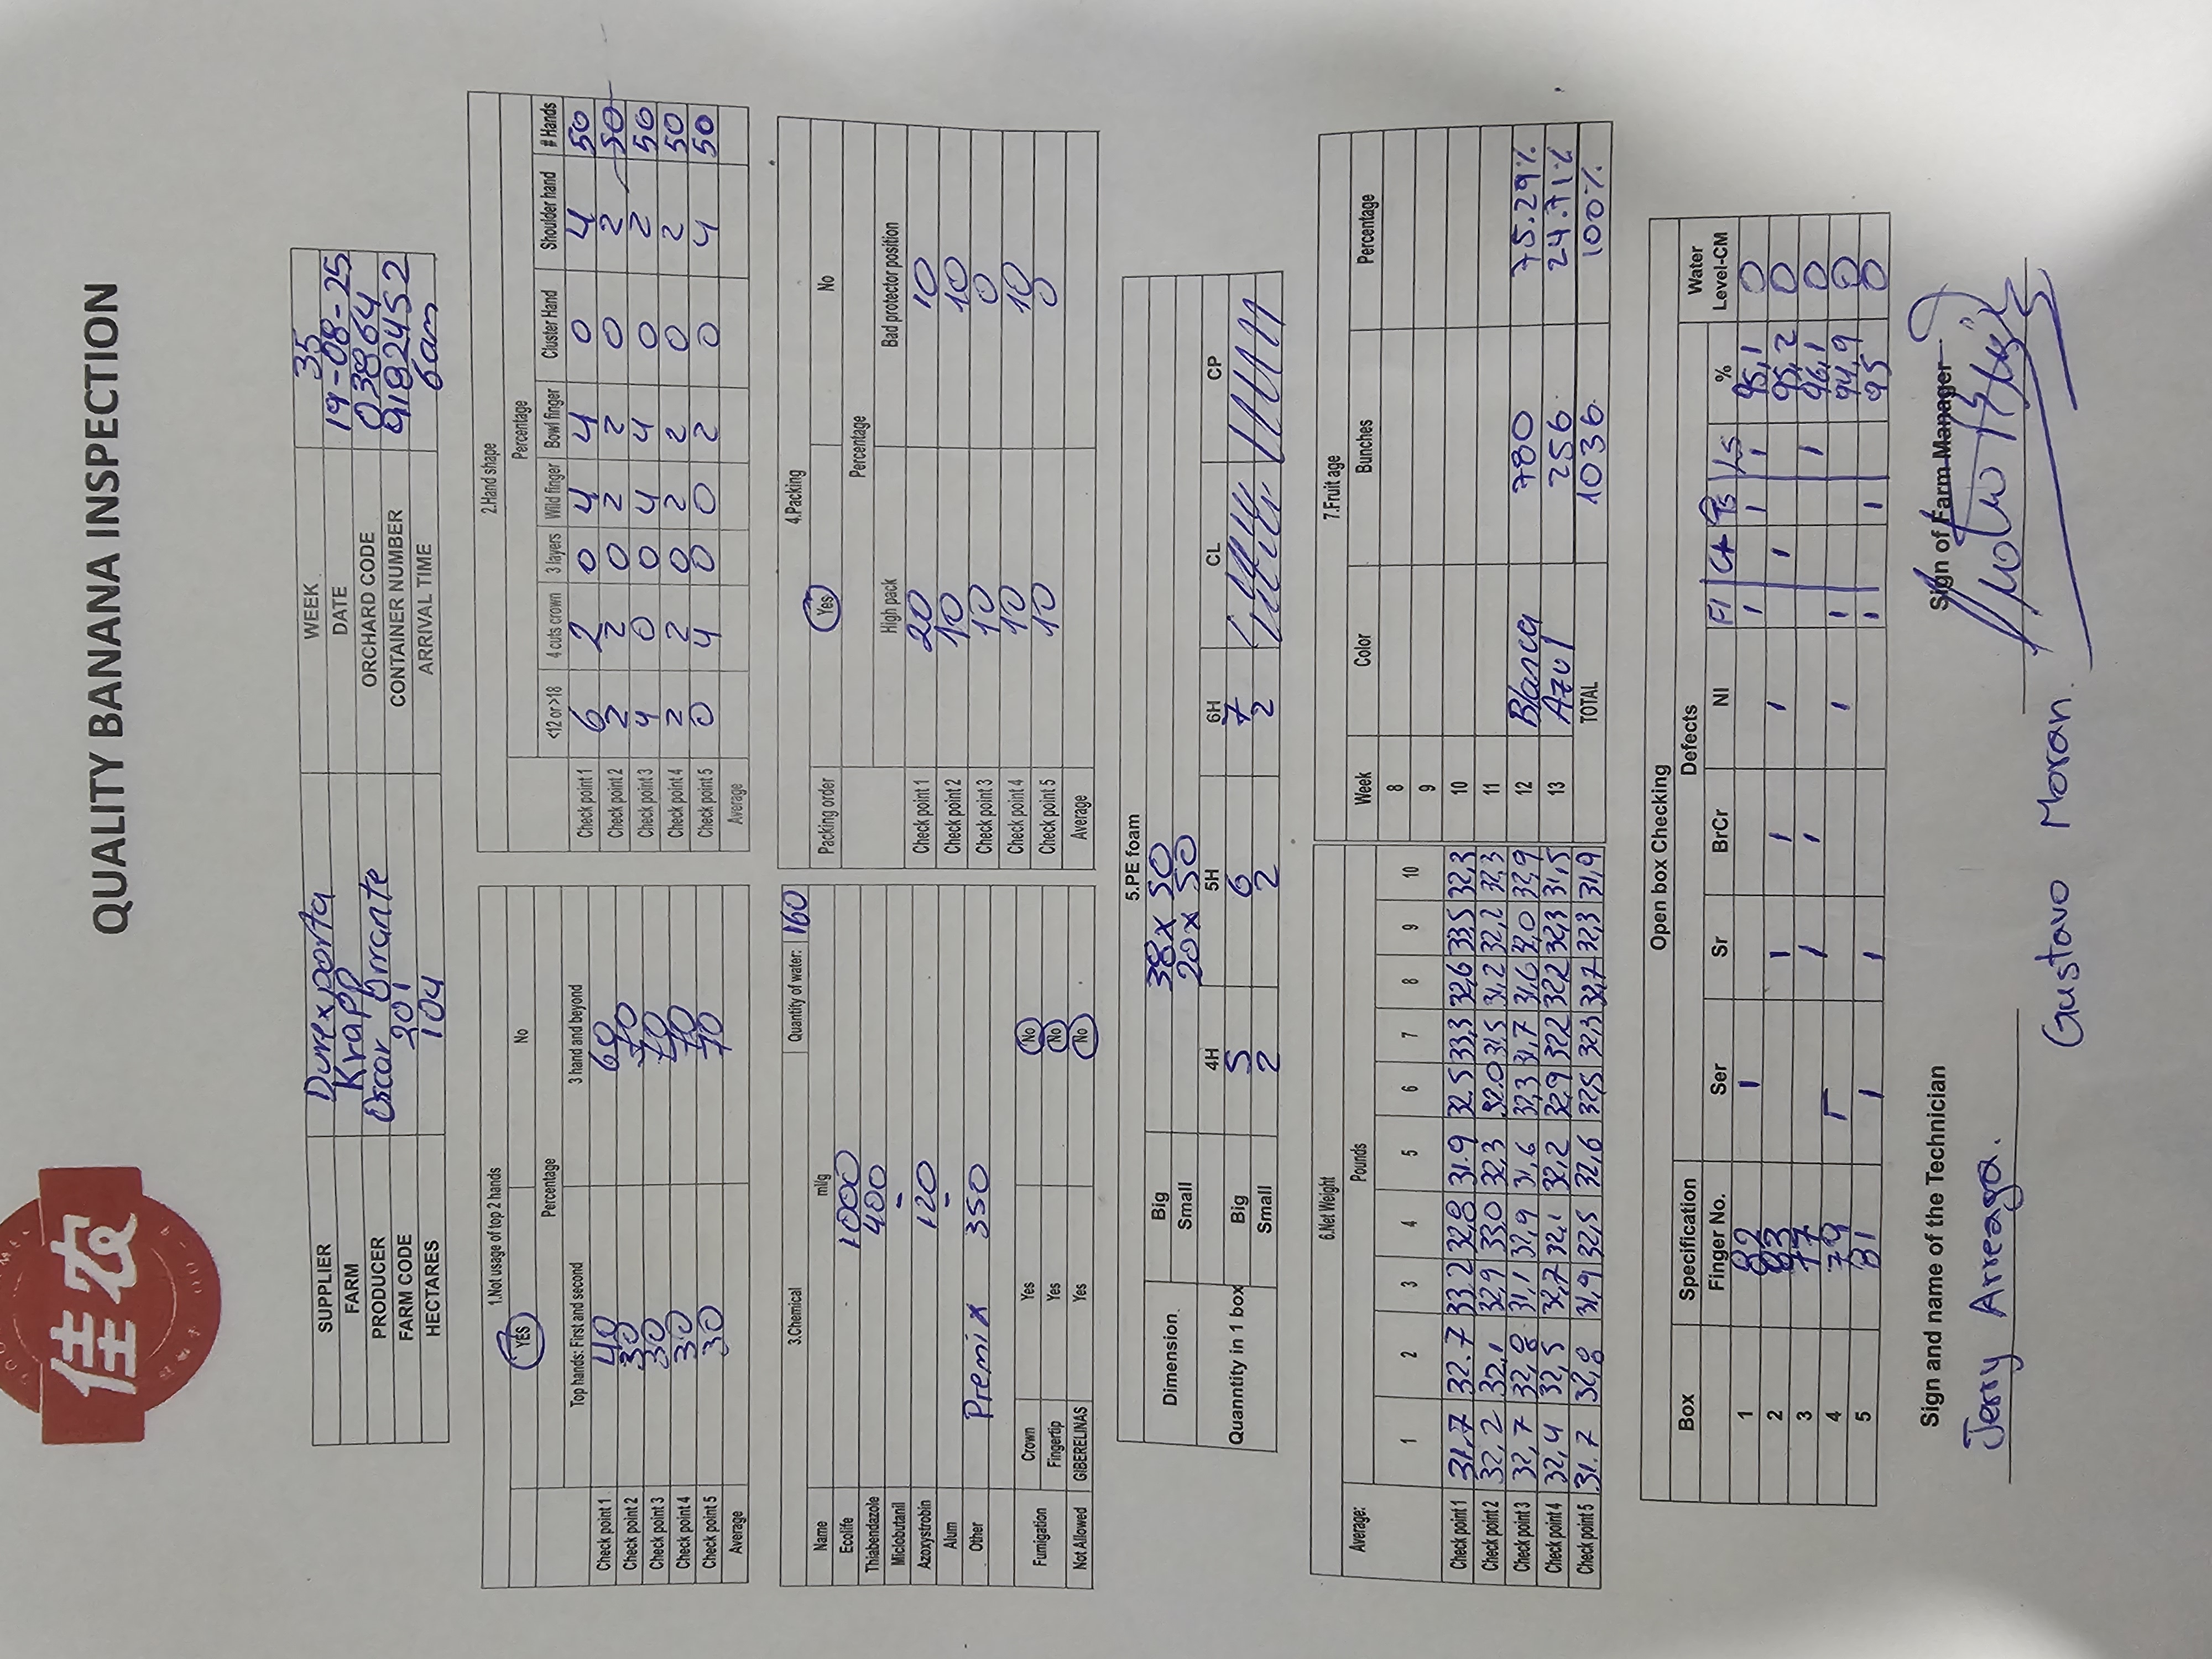 佳农
QUALITY BANANA INSPECTION
SUPPLIER Durexporta WEEK 35
FARM Krapp DATE 19-08-25
PRODUCER Oscar Orrante ORCHARD CODE 03864
FARM CODE 201 CONTAINER NUMBER 9182452
HECTARES 104 ARRIVAL TIME 6am
1.Not usage of top 2 hands
YES No
Percentage
Top hands: First and second 3 hand and beyond
Check point 1 40 60
Check point 2 30 70
Check point 3 30 70
Check point 4 30 70
Check point 5 30 70
Average
2.Hand shape
Percentage
<12 or >18 4 cuts crown 3 layers Wild finger Bowl finger Cluster Hand Shoulder hand # Hands
Check point 1 6 2 0 4 4 0 4 50
Check point 2 2 2 0 2 2 0 2 50
Check point 3 4 0 0 4 4 0 2 50
Check point 4 2 2 0 2 2 0 2 50
Check point 5 0 4 0 0 2 0 4 50
Average
3.Chemical Quantity of water: 160
Name ml/g
Ecolife 1000
Thiabendazole 400
Miclobutanil -
Azoxystrobin 120
Alum -
Other Premix 350
Fumigation Crown Yes No
Fingertip Yes No
Not Allowed GIBERELINAS Yes No
4.Packing
Packing order Yes No
Percentage
High pack Bad protector position
Check point 1 20 10
Check point 2 10 10
Check point 3 10 0
Check point 4 10 10
Check point 5 10 0
Average
5.PE foam
Dimension Big 38 x 50
Small 20 x 50
4H 5H 6H CL CP
Quanntity in 1 box Big 5 6 7
Small 2 2 2
6.Net Weight
Average: Pounds
1 2 3 4 5 6 7 8 9 10
Check point 1 31,7 32.7 33,2 32,8 31.9 32.5 33,3 32,6 33,5 32,3
Check point 2 32,2 32,1 32,9 33,0 32,3 32.0 31,5 31,2 32,2 32,3
Check point 3 32,7 32,8 31,1 32,9 31,6 32,3 31,7 31,6 32,0 32,9
Check point 4 32,4 32,5 32,7 32,1 32,2 32,9 32,2 32,2 32,3 31,5
Check point 5 31.7 32,8 31,9 32,5 32,6 32,5 32,3 32,7 32,3 31,9
7.Fruit age
Week Color Bunches Percentage
8
9
10
11
12 Blanca 780 75.29%
13 Azul 256 24.71%
TOTAL 1036 100%
Open box Checking
Specification Defects Water
Box Finger No. Ser Sr BrCr NI FI Ls % Level-CM
1 82 1 1 1 1 95,1 0
2 83 1 1 1 1 95,2 0
3 77 1 1 1 96,1 0
4 79 1 1 1 94,9 0
5 81 1 1 1 1 95 0
Sign and name of the Technician Sign of Farm Manager
Jerry Arreaga.
Gustavo Moran.